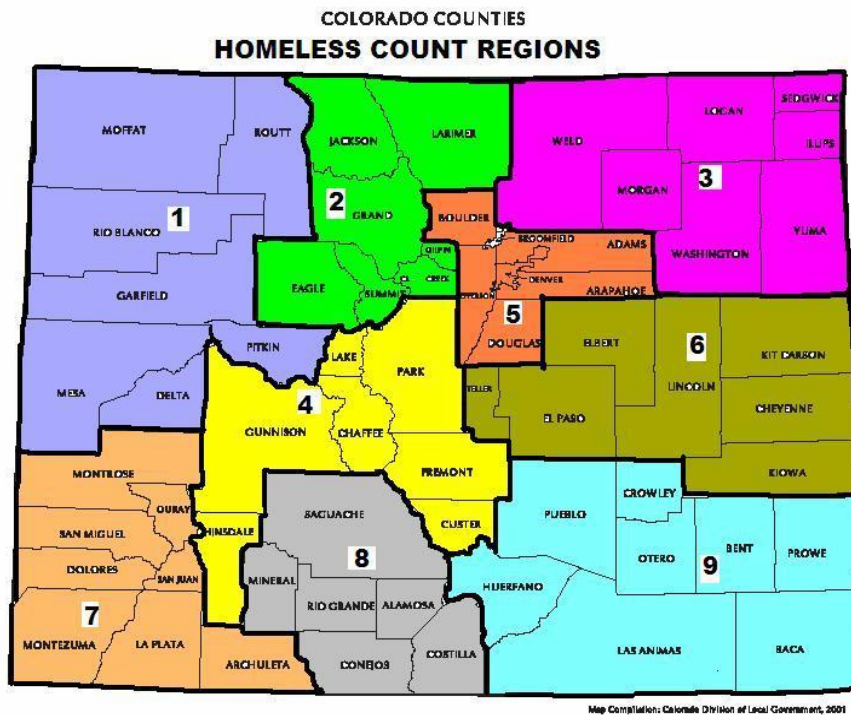 COLORADO COUNTIES
HOMELESS COUNT REGIONS
MOFFAT
ROUTT
JACKSON
LARIMER
WELD
LOGAN
SEDGWICK
MORGAN
3
1
2
GRAND
BOULDER
RIO BLANCO
YUMA
WASHINGTON
BROOMFIELD
ADAMS
GILPIN
DENVER
CREEK
ARAPAHOE
EAGLE
SUMMIT
GARFIELD
5
DOUGLAS
PITKIN
LAKE
PARK
ELBERT
6
KIT CARSON
LINCOLN
MESA
DELTA
TELLER
4
GUNNISON
CHAFFEE
EL PASO
CHEYENNE
MONTROSE
FREMONT
KIOWA
OURAY
SAGUACHE
CUSTER
PUEBLO
CROWLEY
SAN MIGUEL
HINSDALE
8
OTERO
BENT
PROWE
DOLORES
SAN JUAN
MINERAL
9
HUERFANO
7
RIO GRANDE
ALAMOSA
MONTEZUMA
LA PLATA
ARCHULETA
CONEJOS
COSTILLA
LAS ANIMAS
BACA
Map Compilation: Colorado Division of Local Government, 2001